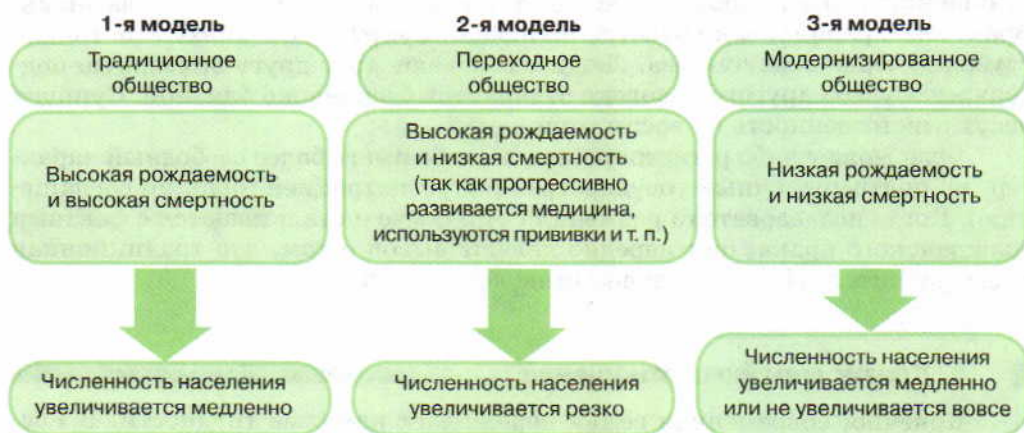 1-я модель
Традиционное
общество
Высокая рождаемость
и высокая смертность
Численность населения
увеличивается медленно
2-я модель
Переходное
общество
Высокая рождаемость
и низкая смертность
(так как прогрессивно
развивается медицина,
используются прививки и т. п.)
Численность населения
увеличивается резко
3-я модель
Модернизированное
общество
Низкая рождаемость
и низкая смертность
Численность населения
увеличивается медленно
или не увеличивается вовсе